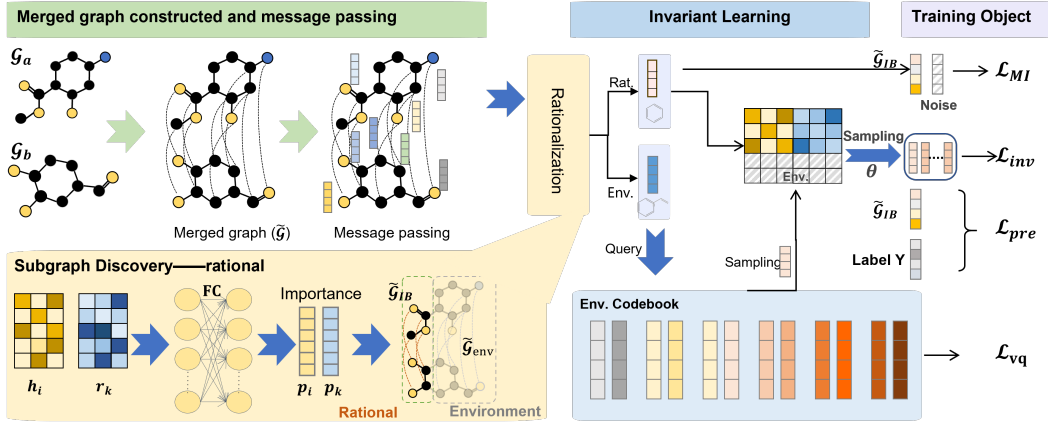 Merged graph constructed and message passing
Invariant Learning
Training Object
𝒢a
𝒢b
Merged graph (𝒢̃)
Message passing
Rationalization
Rat.
Env.
Query
Sampling
Env.
Sampling
θ
𝒢̃IB
Noise
ℒMI
ℒinv
𝒢̃IB
Label Y
ℒpre
Subgraph Discovery——rational
hi
rk
FC
Importance
pi
pk
𝒢̃IB
𝒢̃env
Rational
Environment
Env. Codebook
ℒvq